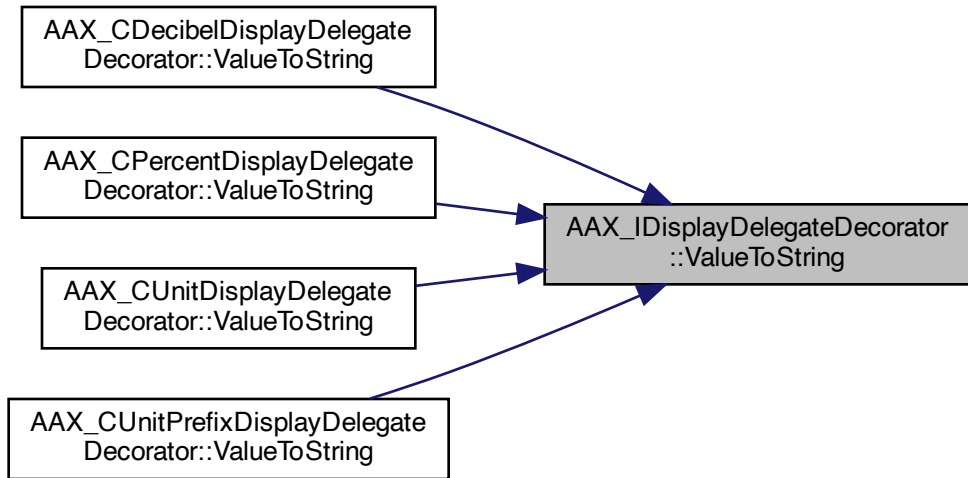 AAX_CDecibelDisplayDelegate
Decorator::ValueToString
AAX_CPercentDisplayDelegate
Decorator::ValueToString
AAX_IDisplayDelegateDecorator
::ValueToString
AAX_CUnitDisplayDelegate
Decorator::ValueToString
AAX_CUnitPrefixDisplayDelegate
Decorator::ValueToString